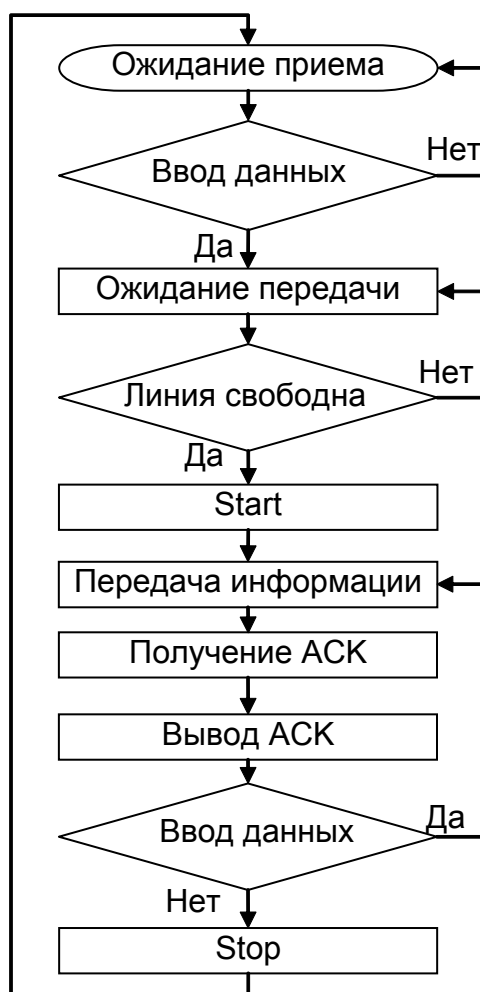 Ожидание приема
Нет
Ввод данных
Да
Ожидание передачи
Нет
Линия свободна
Да
Start
Передача информации
Получение ACK
Вывод ACK
Да
Ввод данных
Нет
Stop